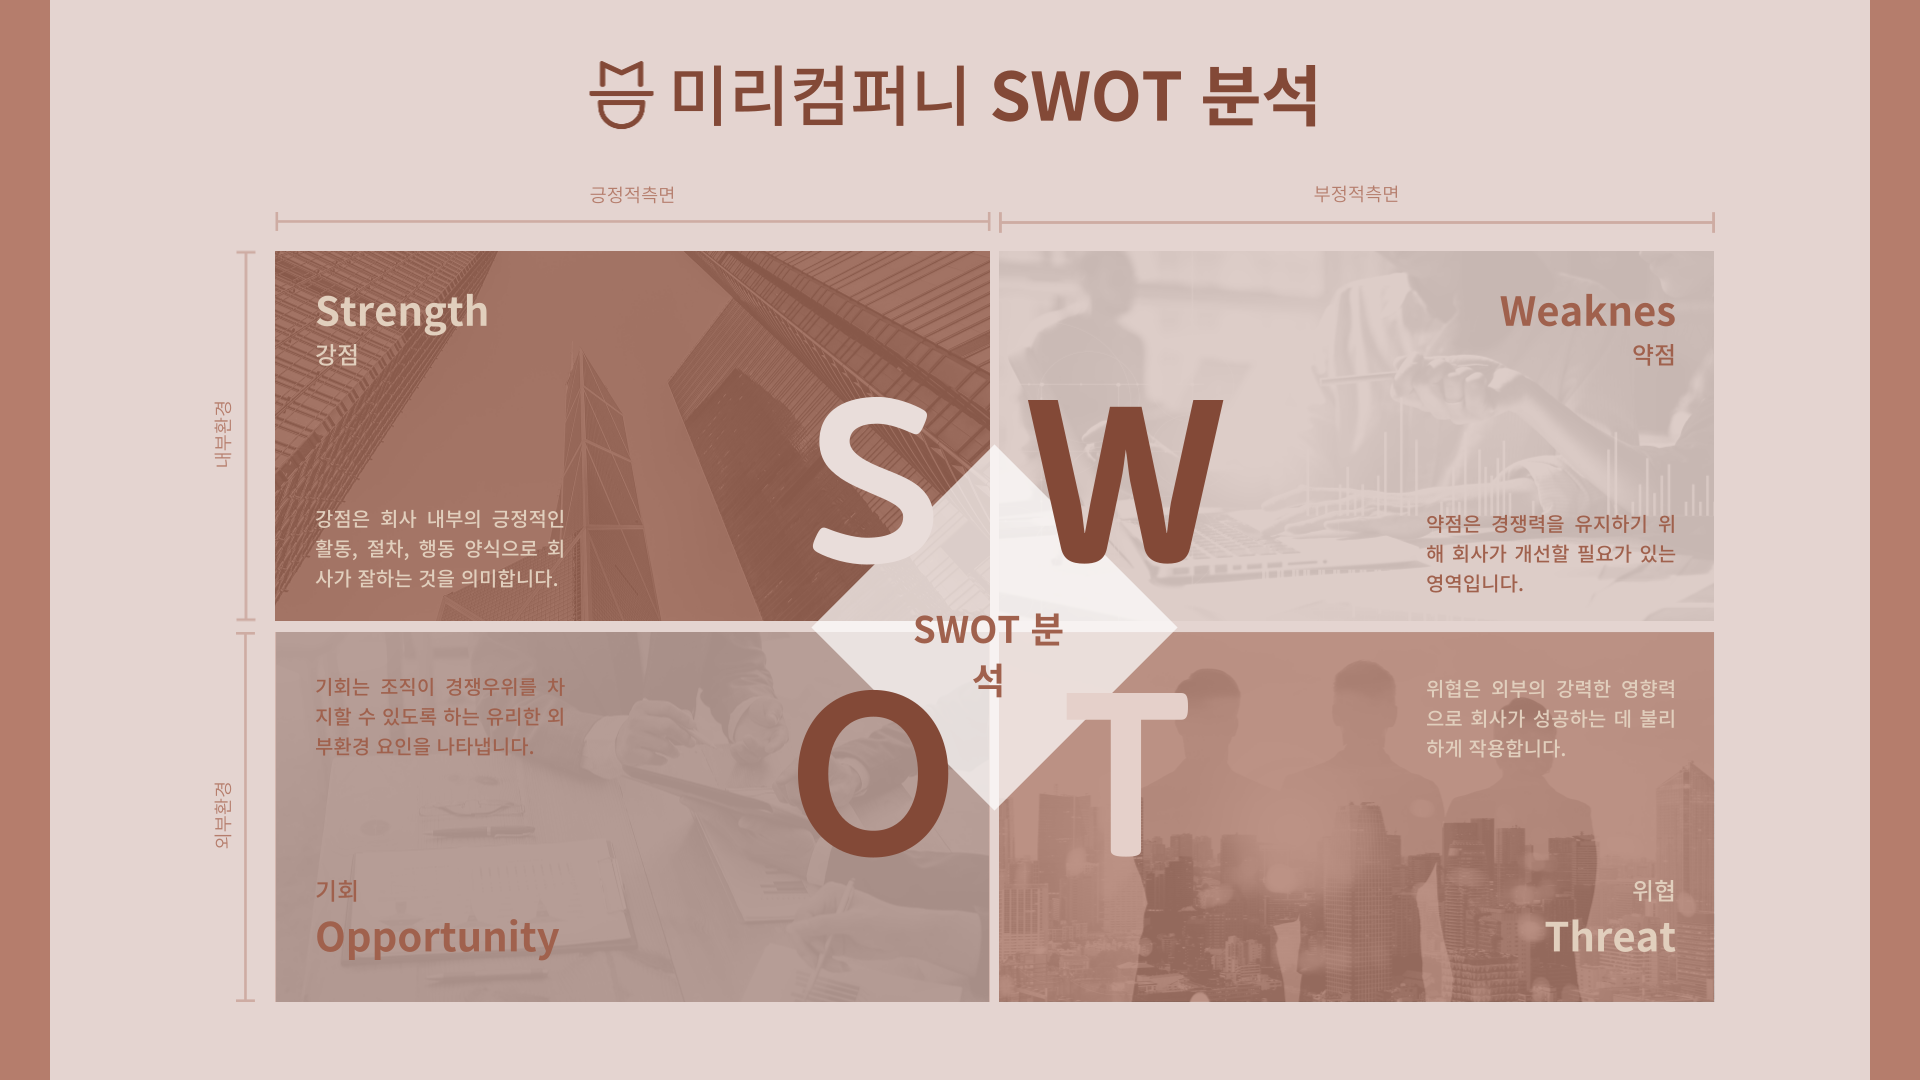 미리컴퍼니 SWOT 분석
긍정적측면
부정적측면
내부환경
외부환경
Strength
강점
강점은 회사 내부의 긍정적인
활동, 절차, 행동 양식으로 회
사가 잘하는 것을 의미합니다.
Weaknes
약점
약점은 경쟁력을 유지하기 위
해 회사가 개선할 필요가 있는
영역입니다.
S
W
SWOT 분
석
O
T
기회는 조직이 경쟁우위를 차
지할 수 있도록 하는 유리한 외
부환경 요인을 나타냅니다.
기회
Opportunity
위협은 외부의 강력한 영향력
으로 회사가 성공하는 데 불리
하게 작용합니다.
위협
Threat